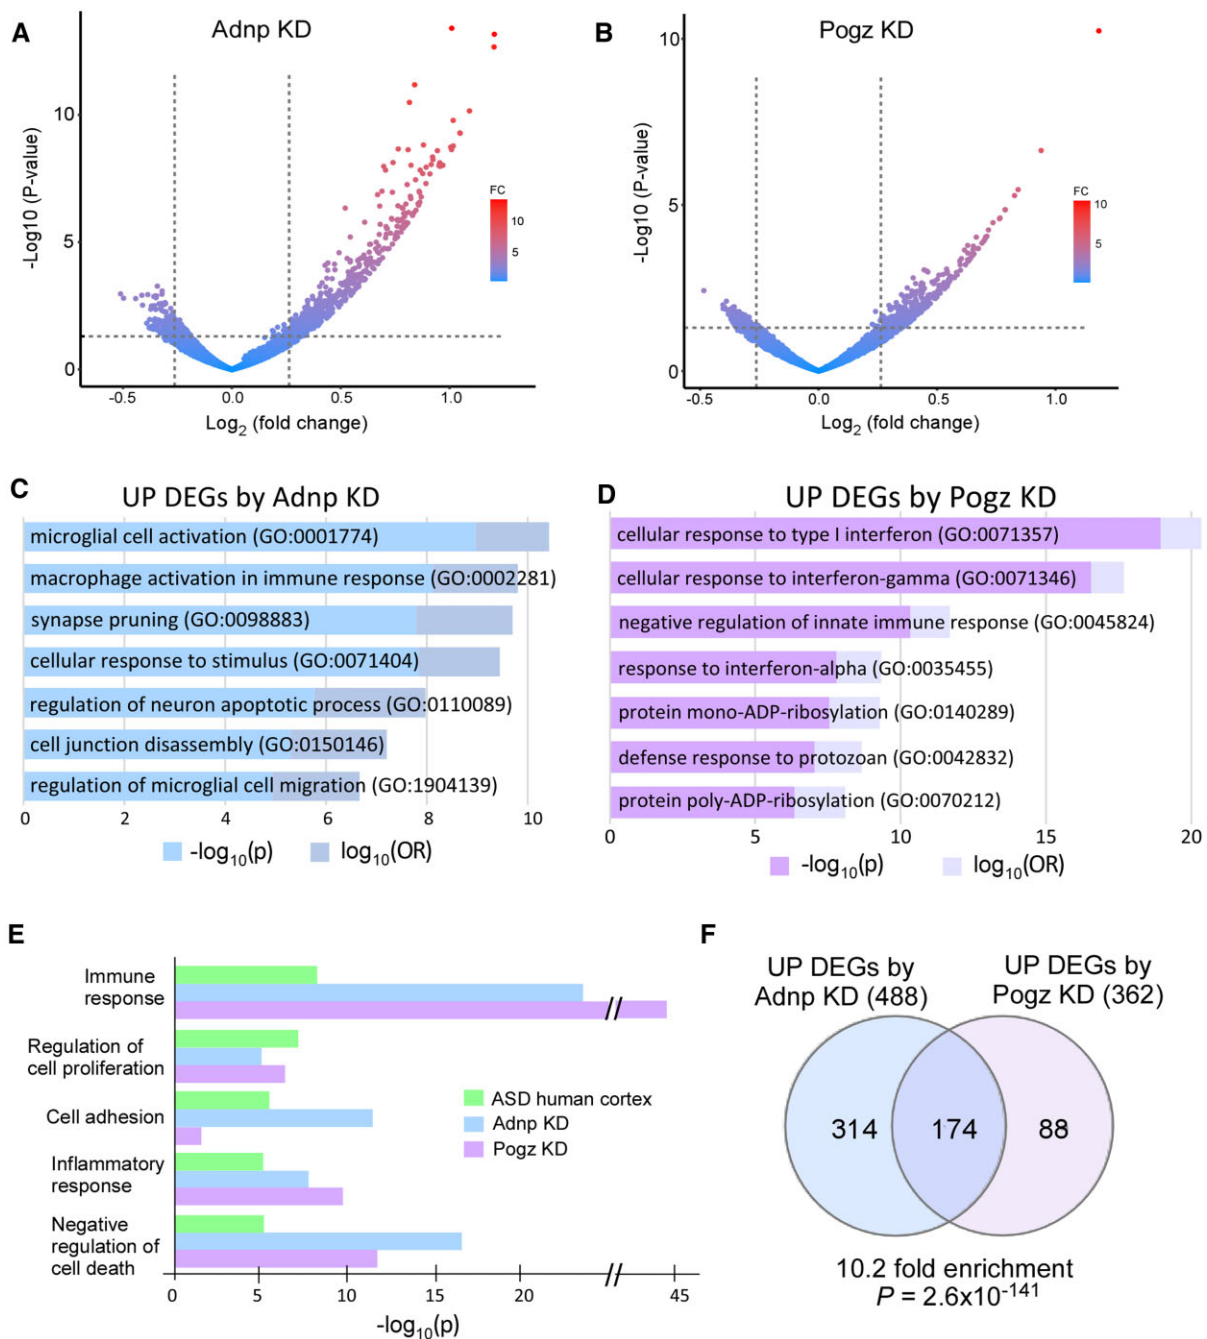 A
Adnp KD
-Log10 (P-value)
10
5
0
-0.5
0.0
0.5
1.0
Log2 (fold change)
FC
10
5
B
Pogz KD
-Log10 (P-value)
10
5
0
-0.5
0.0
0.5
1.0
Log2 (fold change)
FC
10
5
C
UP DEGs by Adnp KD
microglial cell activation (GO:0001774)
macrophage activation in immune response (GO:0002281)
synapse pruning (GO:0098883)
cellular response to stimulus (GO:0071404)
regulation of neuron apoptotic process (GO:0110089)
cell junction disassembly (GO:0150146)
regulation of microglial cell migration (GO:1904139)
0 2 4 6 8 10
-log10(p) log10(OR)
D
UP DEGs by Pogz KD
cellular response to type I interferon (GO:0071357)
cellular response to interferon-gamma (GO:0071346)
negative regulation of innate immune response (GO:0045824)
response to interferon-alpha (GO:0035455)
protein mono-ADP-ribosylation (GO:0140289)
defense response to protozoan (GO:0042832)
protein poly-ADP-ribosylation (GO:0070212)
0 5 10 15 20
-log10(p) log10(OR)
E
Immune
response
Regulation of
cell proliferation
Cell adhesion
Inflammatory
response
Negative
regulation of
cell death
ASD human cortex
Adnp KD
Pogz KD
0 5 10 15 20 45
-log10(p)
F
UP DEGs by
Adnp KD (488)
UP DEGs by
Pogz KD (362)
314 174 88
10.2 fold enrichment
P = 2.6x10-141